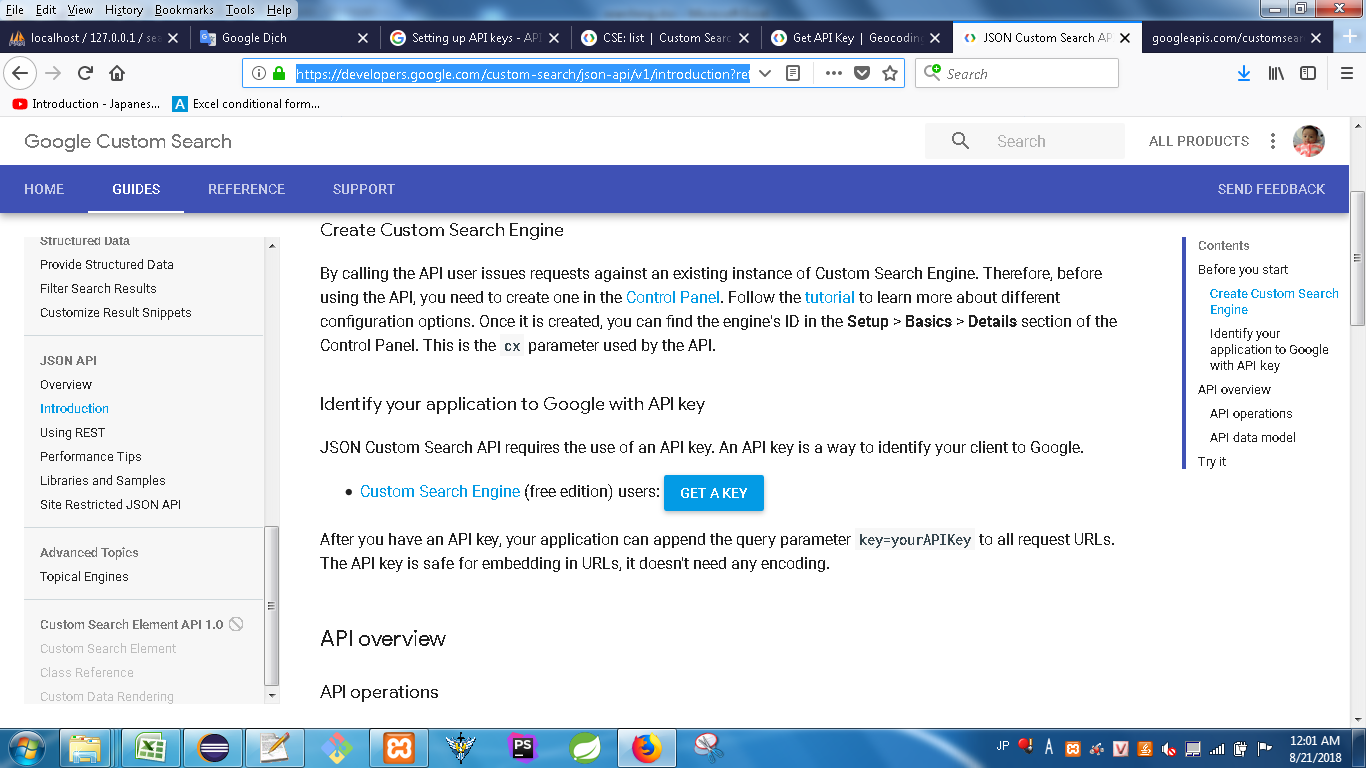 File Edit View History Bookmarks Tools Help
localhost / 127.0.0.1 / sea
Google Dịch
Setting up API keys - API
CSE: list | Custom Search
Get API Key | Geocoding
JSON Custom Search AP
googleapis.com/customsear
https://developers.google.com/custom-search/json-api/v1/introduction?re
Search
Introduction - Japanes...
Excel conditional form...
Google Custom Search
Search
ALL PRODUCTS
HOME GUIDES REFERENCE SUPPORT SEND FEEDBACK
Structured Data
Provide Structured Data
Filter Search Results
Customize Result Snippets
JSON API
Overview
Introduction
Using REST
Performance Tips
Libraries and Samples
Site Restricted JSON API
Advanced Topics
Topical Engines
Custom Search Element API 1.0
Custom Search Element
Class Reference
Custom Data Rendering
Create Custom Search Engine
By calling the API user issues requests against an existing instance of Custom Search Engine. Therefore, before
using the API, you need to create one in the Control Panel. Follow the tutorial to learn more about different
configuration options. Once it is created, you can find the engine's ID in the Setup > Basics > Details section of the
Control Panel. This is the cx parameter used by the API.
Identify your application to Google with API key
JSON Custom Search API requires the use of an API key. An API key is a way to identify your client to Google.
• Custom Search Engine (free edition) users: GET A KEY
After you have an API key, your application can append the query parameter key=yourAPIKey to all request URLs.
The API key is safe for embedding in URLs, it doesn't need any encoding.
API overview
API operations
Contents
Before you start
Create Custom Search
Engine
Identify your
application to Google
with API key
API overview
API operations
API data model
Try it
PS
JP
12:01 AM
8/21/2018